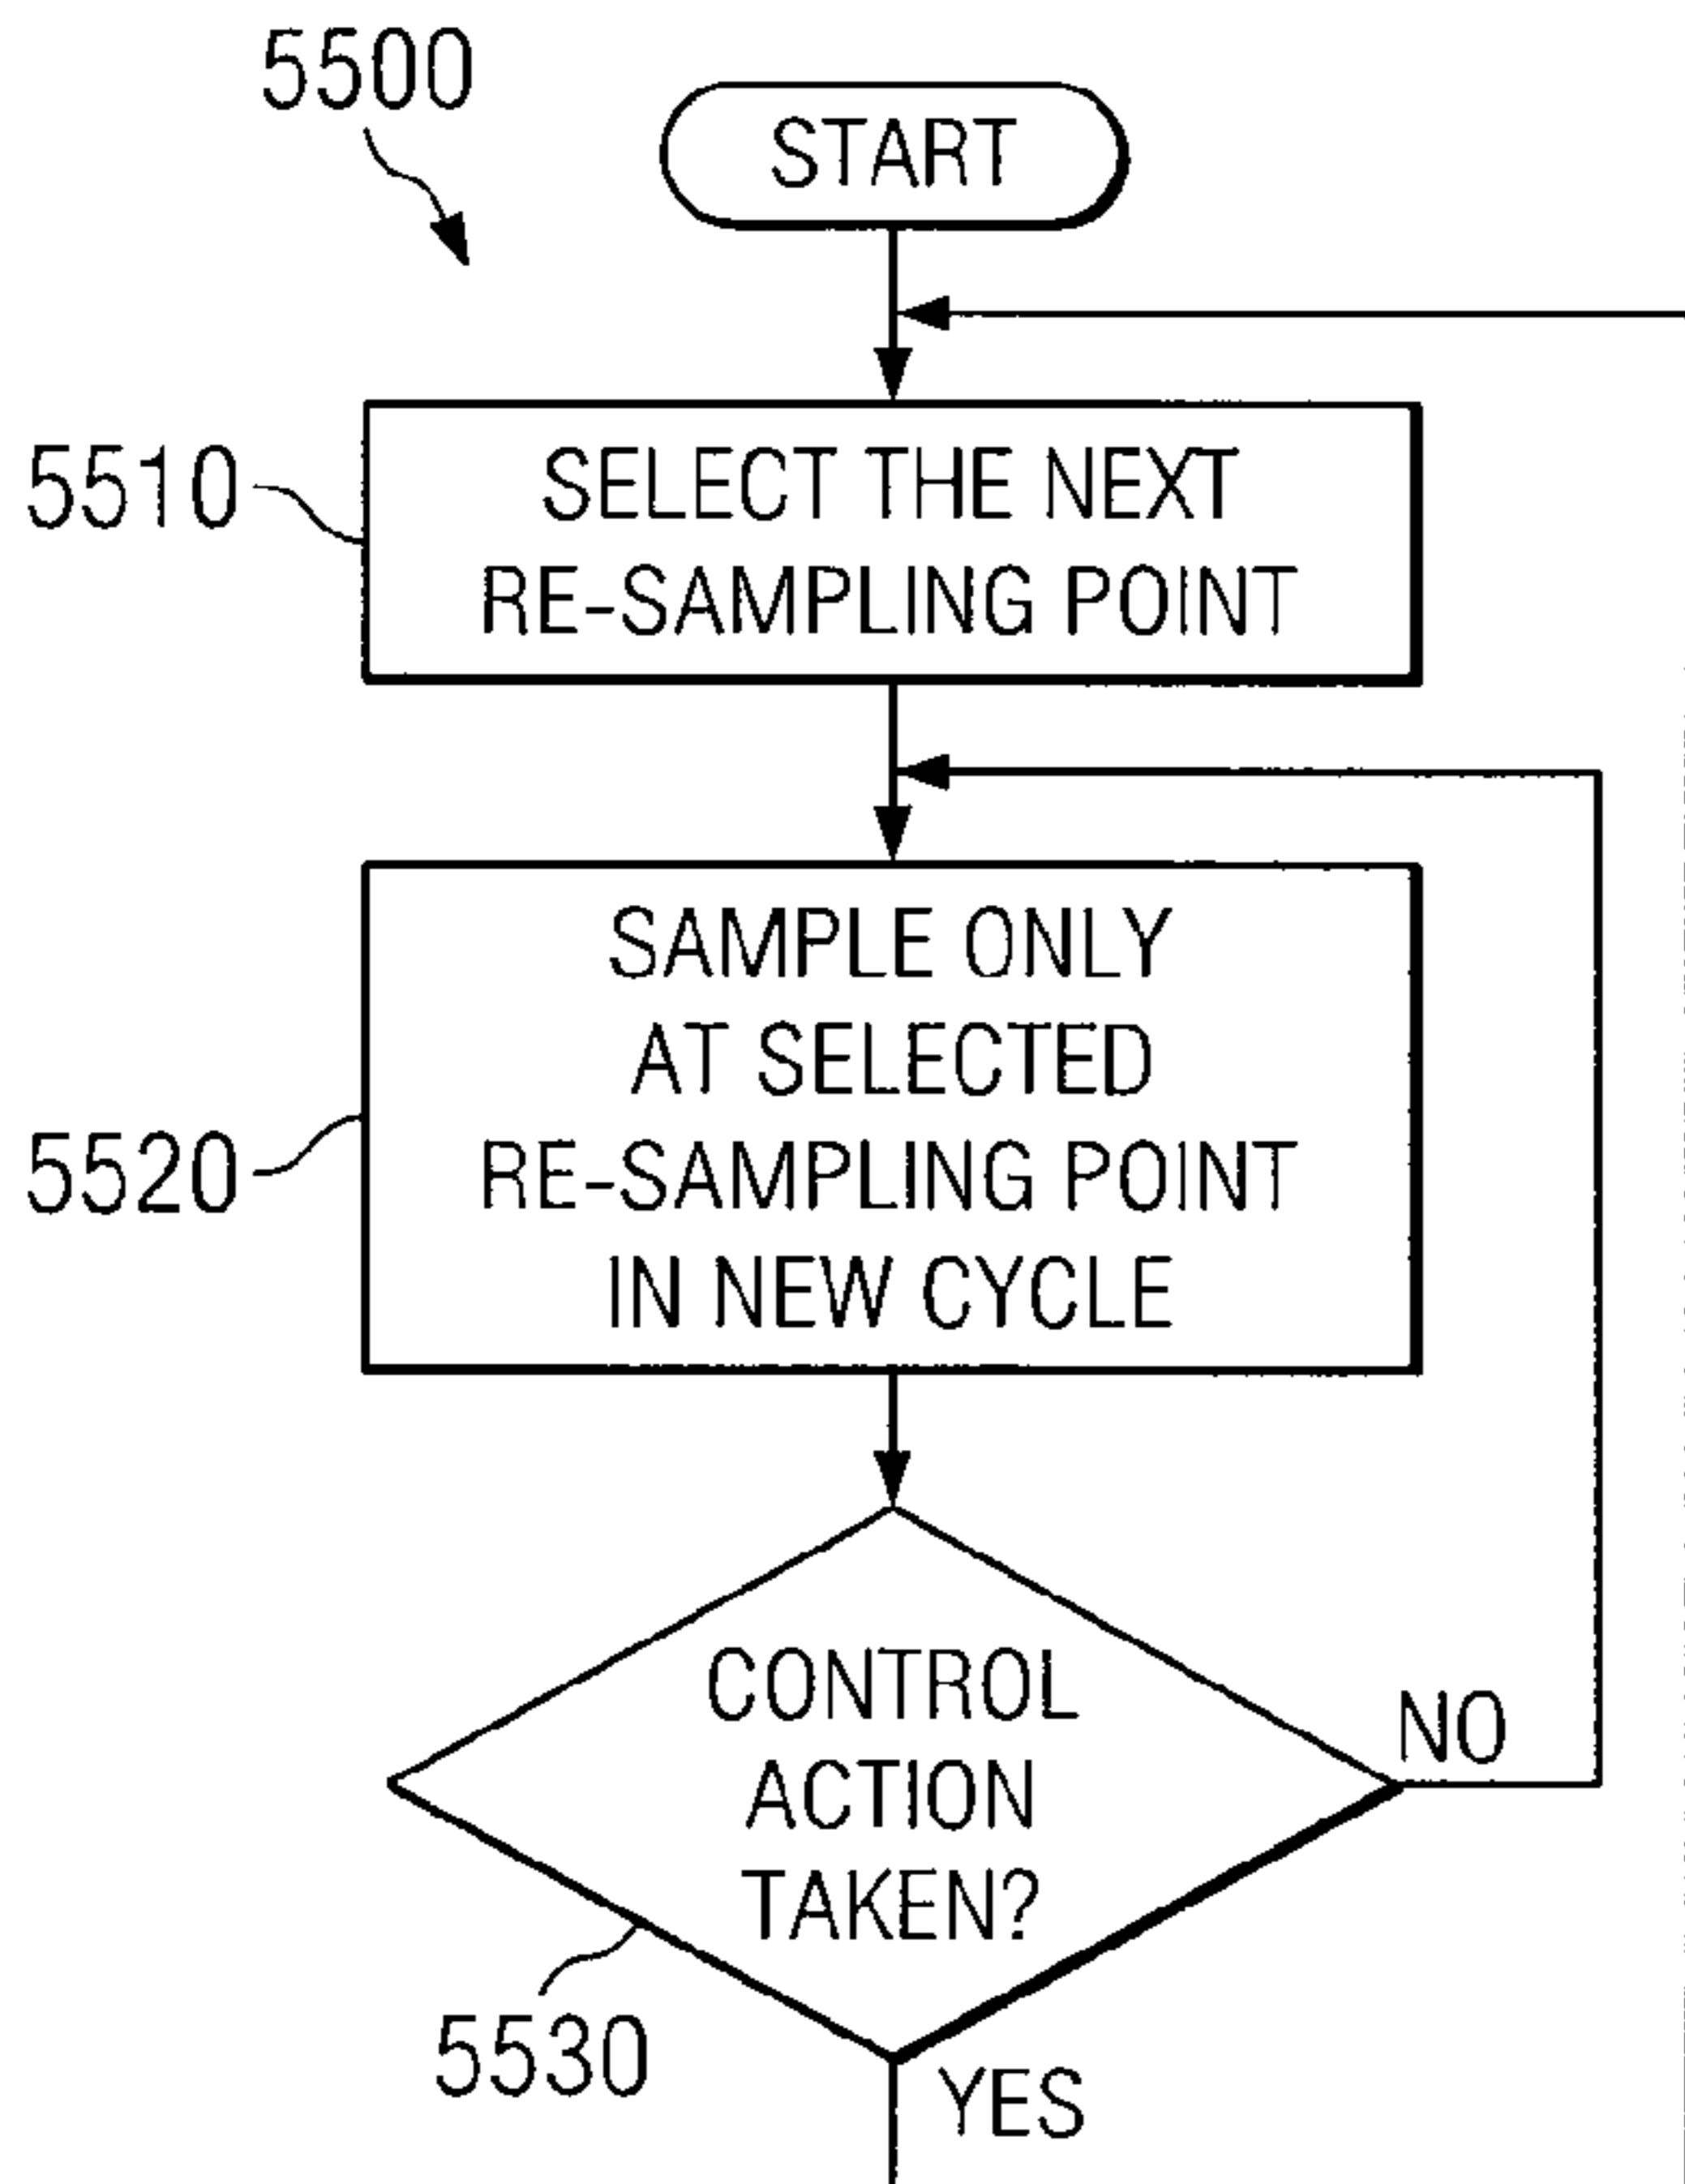 5500
START
5510
SELECT THE NEXT
RE-SAMPLING POINT
5520
SAMPLE ONLY
AT SELECTED
RE-SAMPLING POINT
IN NEW CYCLE
CONTROL
ACTION
TAKEN?
NO
5530
YES